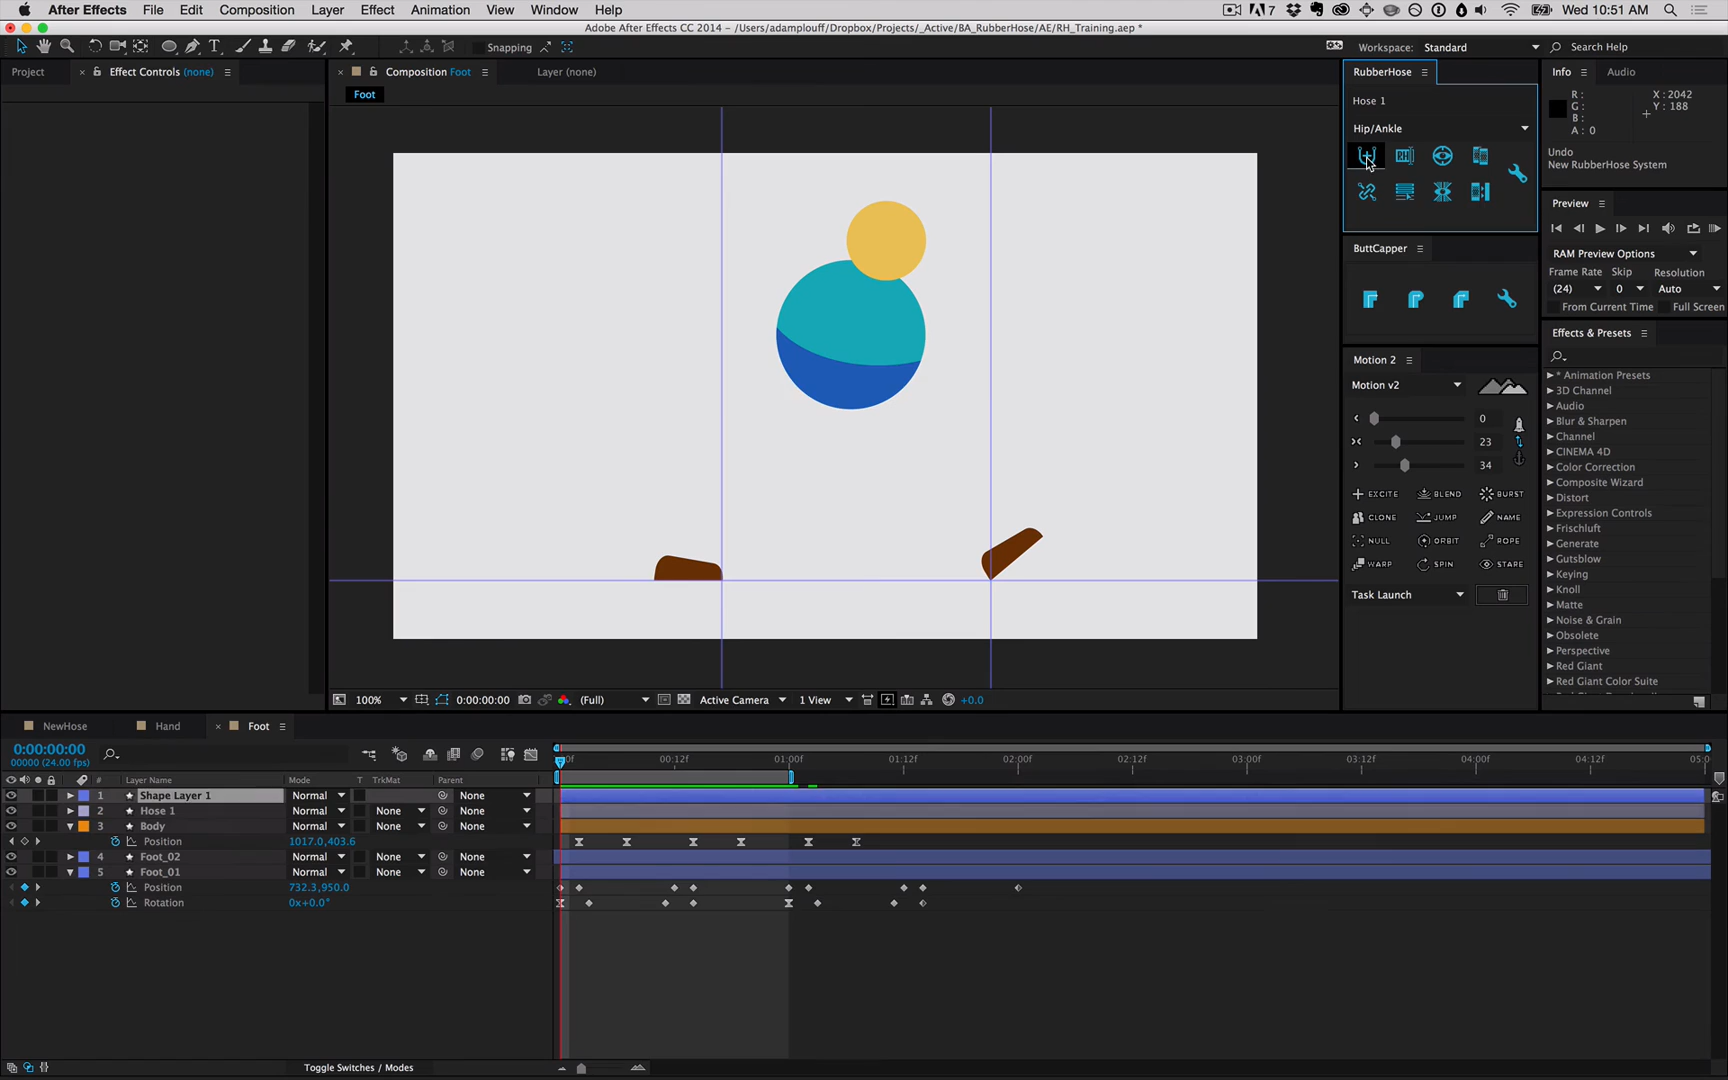 After Effects File Edit Composition Layer Effect Animation View Window Help 7 Wed 10:51 AM
Adobe After Effects CC 2014 – /Users/adamplouff/Dropbox/Projects/_Active/BA_RubberHose/AE/RH_Training.aep *
Snapping Workspace: Standard Search Help
Project Effect Controls (none) Composition Foot Layer (none) RubberHose Info Audio
Foot
Hose 1
R :
G :
B :
A : 0
X : 2042
Y : 188
Hip/Ankle
Undo
New RubberHose System
Preview
ButtCapper
RAM Preview Options
Frame Rate Skip Resolution
(24) 0 Auto
From Current Time Full Screen
Effects & Presets
Motion 2
Motion v2
0
23
34
EXCITE BLEND BURST
CLONE JUMP NAME
NULL ORBIT ROPE
WARP SPIN STARE
Task Launch
* Animation Presets
3D Channel
Audio
Blur & Sharpen
Channel
CINEMA 4D
Color Correction
Composite Wizard
Distort
Expression Controls
Frischluft
Generate
Gutsblow
Keying
Knoll
Matte
Noise & Grain
Obsolete
Perspective
Red Giant
Red Giant Color Suite
100% 0:00:00:00 (Full) Active Camera 1 View +0.0
NewHose Hand Foot
0:00:00:00
00000 (24.00 fps)
00f 00:12f 01:00f 01:12f 02:00f 02:12f 03:00f 03:12f 04:00f 04:12f 05:0
# Layer Name Mode T TrkMat Parent
1 Shape Layer 1 Normal None
2 Hose 1 Normal None None
3 Body Normal None None
Position 1017.0,403.6
4 Foot_02 Normal None None
5 Foot_01 Normal None None
Position 732.3,950.0
Rotation 0x+0.0°
Toggle Switches / Modes